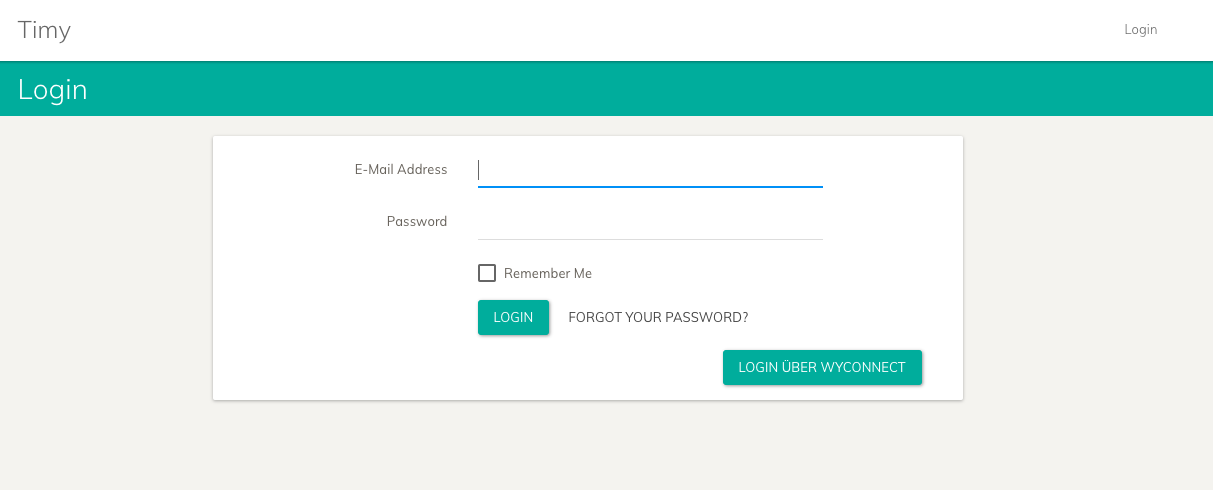 Timy
Login
Login
E-Mail Address
Password
Remember Me
LOGIN
FORGOT YOUR PASSWORD?
LOGIN ÜBER WYCONNECT